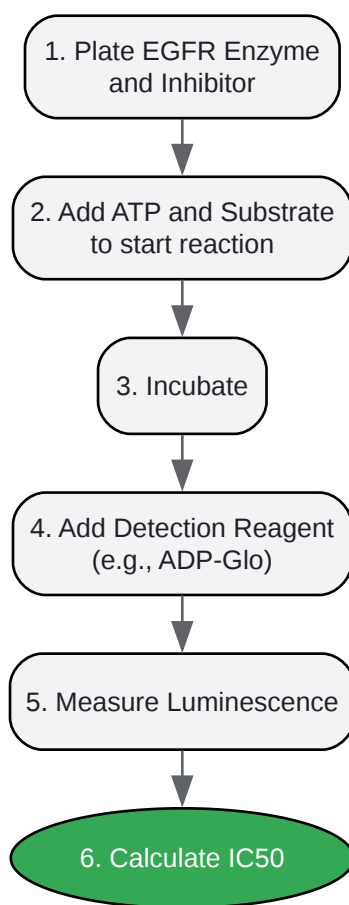 1. Plate EGFR Enzyme
and Inhibitor
2. Add ATP and Substrate
to start reaction
3. Incubate
4. Add Detection Reagent
(e.g., ADP-Glo)
5. Measure Luminescence
6. Calculate IC50